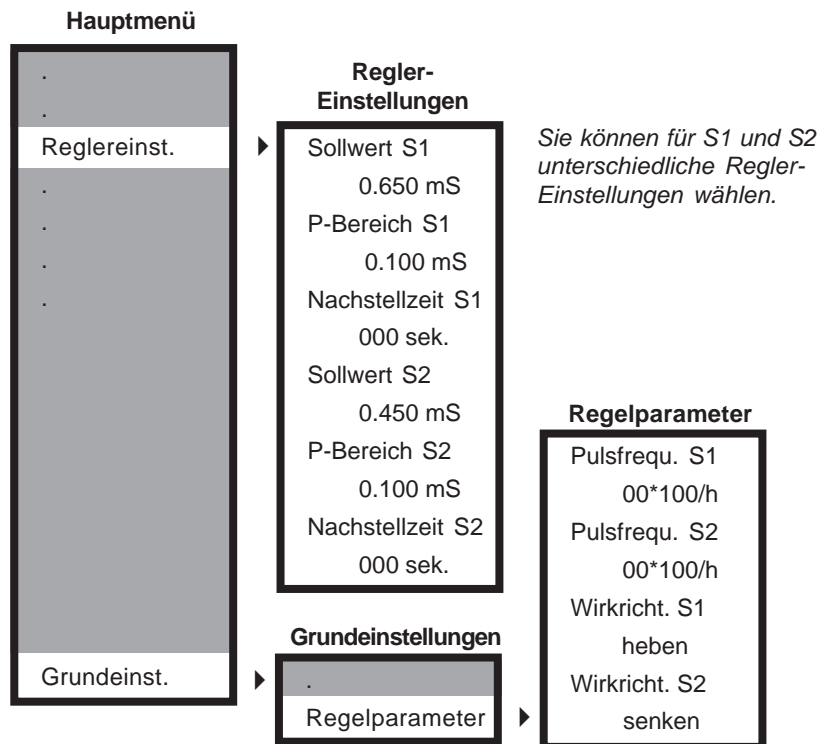 Hauptmenü
.
.
Reglereinst.
.
.
.
.
Grundeinst.
Regler-
Einstellungen
Sollwert S1
0.650 mS
P-Bereich S1
0.100 mS
Nachstellzeit S1
000 sek.
Sollwert S2
0.450 mS
P-Bereich S2
0.100 mS
Nachstellzeit S2
000 sek.
Sie können für S1 und S2
unterschiedliche Regler-
Einstellungen wählen.
Grundeinstellungen
.
Regelparameter
Regelparameter
Pulsfrequ. S1
00*100/h
Pulsfrequ. S2
00*100/h
Wirkricht. S1
heben
Wirkricht. S2
senken